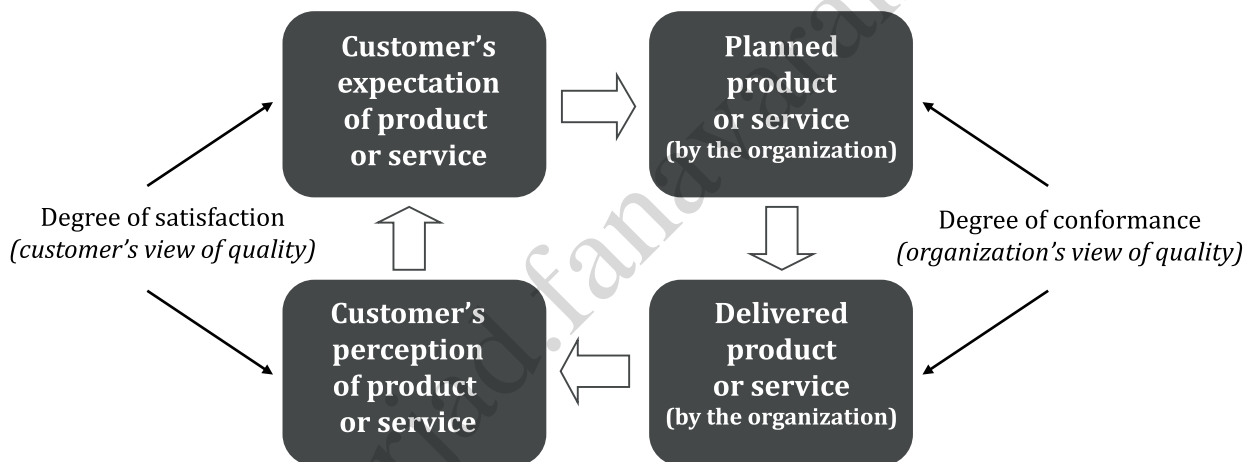 Customer’s
expectation
of product
or service
Planned
product
or service
(by the organization)
Degree of satisfaction
(customer’s view of quality)
Degree of conformance
(organization’s view of quality)
Customer’s
perception
of product
or service
Delivered
product
or service
(by the organization)